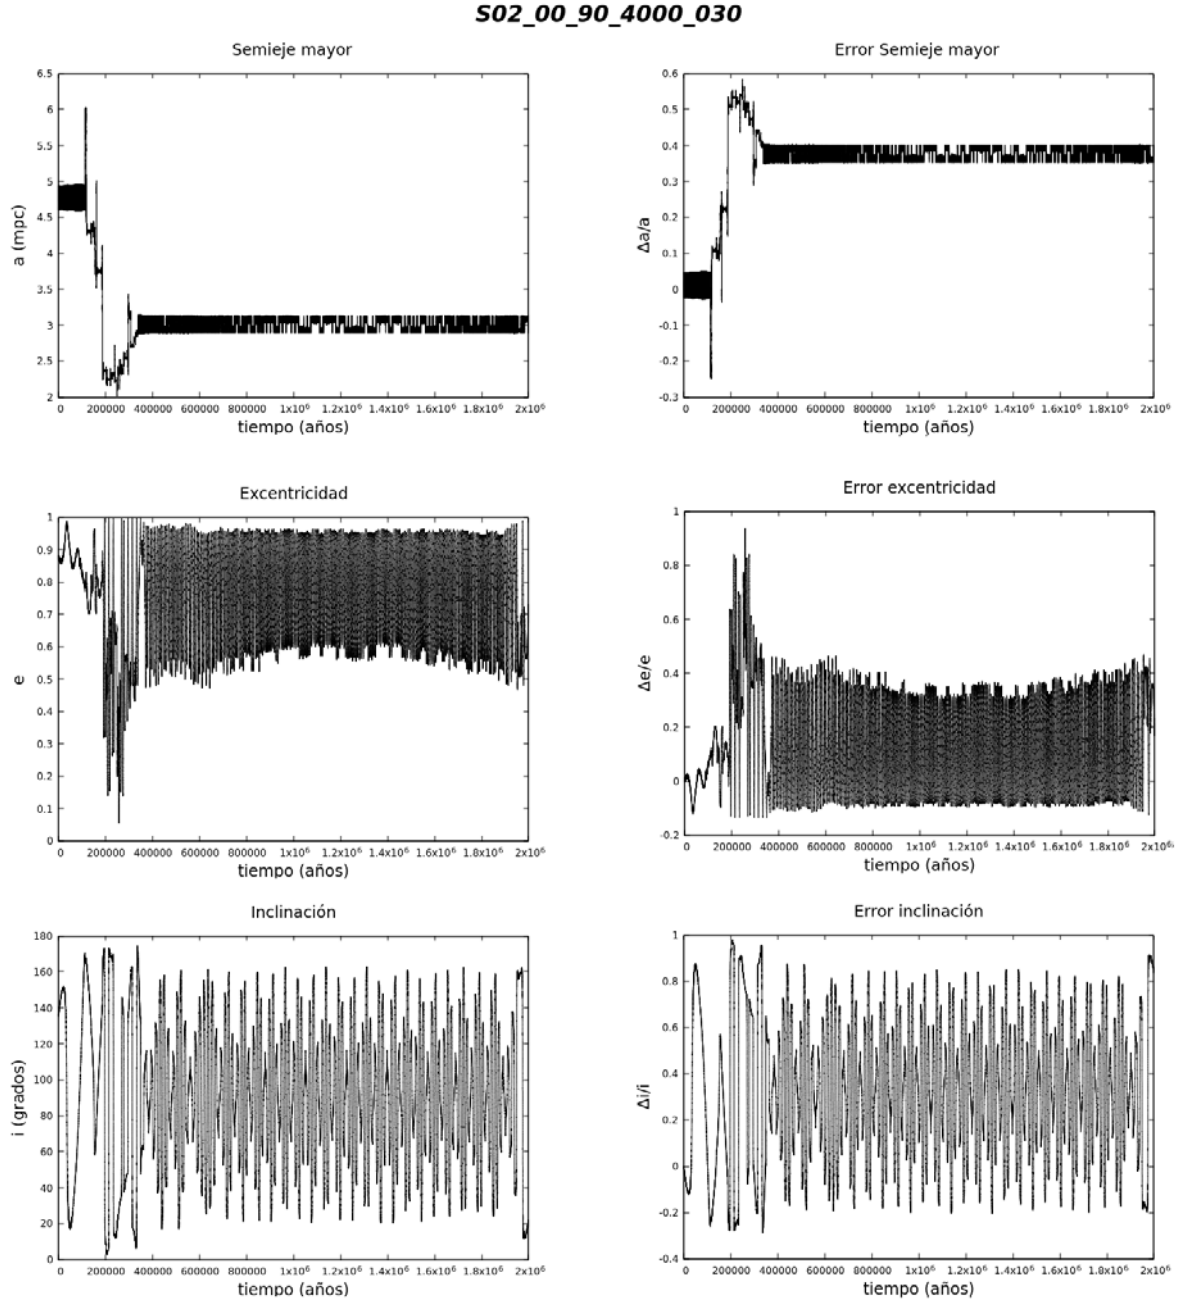 S02_00_90_4000_030
Semieje mayor
6.5
6
5.5
5
4.5
4
3.5
3
2.5
2
a (mpc)
0 200000 400000 600000 800000 1x10⁶ 1.2x10⁶ 1.4x10⁶ 1.6x10⁶ 1.8x10⁶ 2x10⁶
tiempo (años)
Error Semieje mayor
0.6
0.5
0.4
0.3
0.2
0.1
0
-0.1
-0.2
-0.3
Δa/a
0 200000 400000 600000 800000 1x10⁶ 1.2x10⁶ 1.4x10⁶ 1.6x10⁶ 1.8x10⁶ 2x10⁶
tiempo (años)
Excentricidad
1
0.9
0.8
0.7
0.6
0.5
0.4
0.3
0.2
0.1
0
e
0 200000 400000 600000 800000 1x10⁶ 1.2x10⁶ 1.4x10⁶ 1.6x10⁶ 1.8x10⁶ 2x10⁶
tiempo (años)
Error excentricidad
1
0.8
0.6
0.4
0.2
0
-0.2
Δe/e
0 200000 400000 600000 800000 1x10⁶ 1.2x10⁶ 1.4x10⁶ 1.6x10⁶ 1.8x10⁶ 2x10⁶
tiempo (años)
Inclinación
180
160
140
120
100
80
60
40
20
0
i (grados)
0 200000 400000 600000 800000 1x10⁶ 1.2x10⁶ 1.4x10⁶ 1.6x10⁶ 1.8x10⁶ 2x10⁶
tiempo (años)
Error inclinación
1
0.8
0.6
0.4
0.2
0
-0.2
-0.4
Δi/i
0 200000 400000 600000 800000 1x10⁶ 1.2x10⁶ 1.4x10⁶ 1.6x10⁶ 1.8x10⁶ 2x10⁶
tiempo (años)